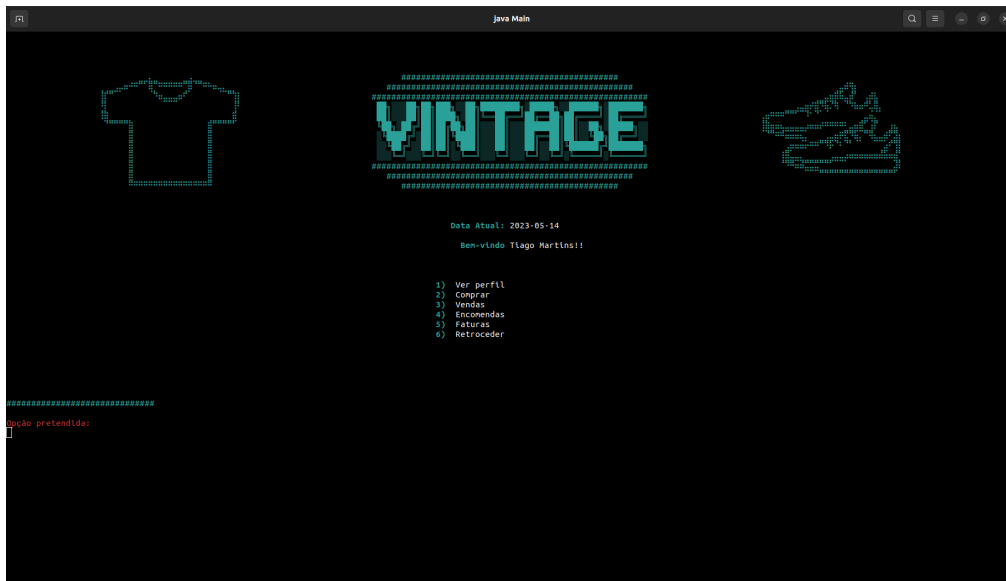 java Main
VINTAGE
Data Atual: 2023-05-14
Bem-vindo Tiago Martins!!
1) Ver perfil
2) Comprar
3) Vendas
4) Encomendas
5) Faturas
6) Retroceder
##############################
Opção pretendida: